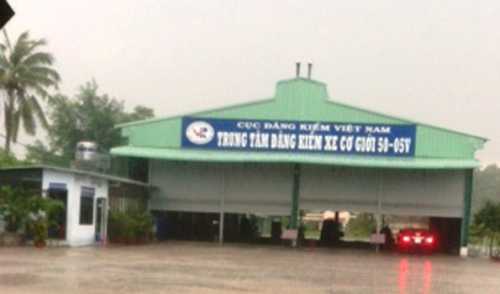 CỤC ĐĂNG KIỂM VIỆT NAM
TRUNG TÂM ĐĂNG KIỂM XE CƠ GIỚI 50-05V